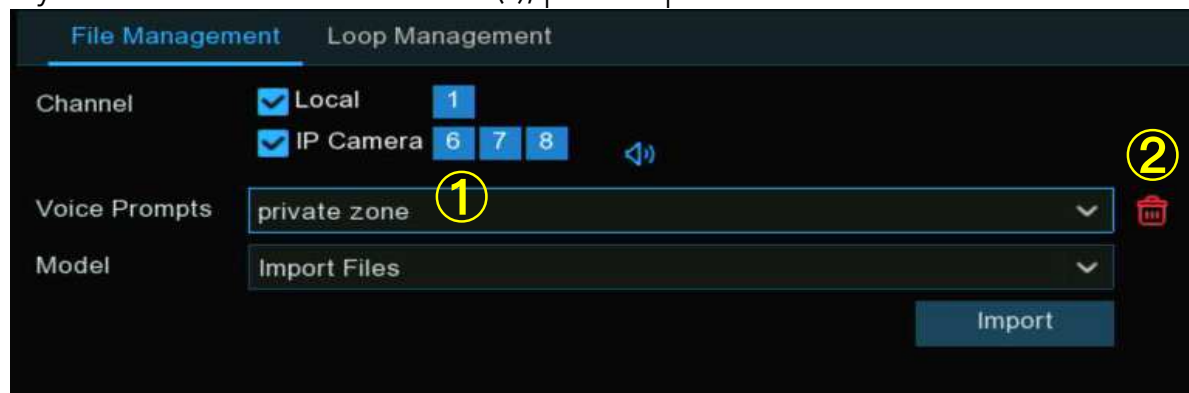 File Management Loop Management
Channel Local 1
IP Camera 6 7 8
②
①
Voice Prompts private zone
Model Import Files
Import